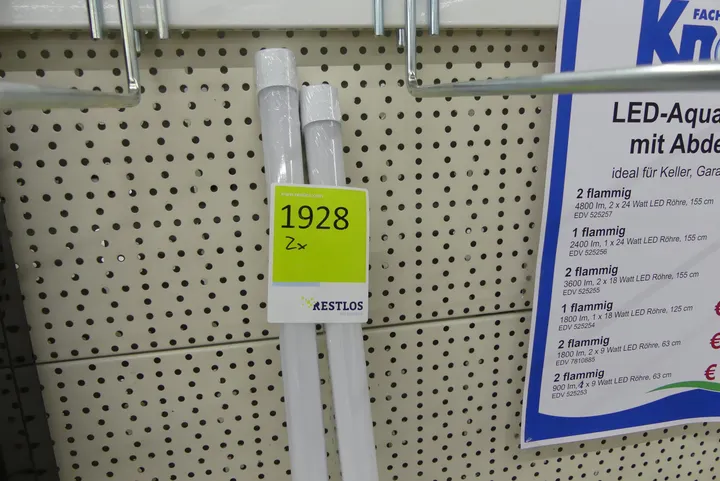 1928
2x
RESTLOS
FACH
Kn
LED-Aqua
mit Abde
ideal für Keller, Gara
2 flammig
4800 lm, 2 x 24 Watt LED Röhre, 155 cm
EDV 525257
1 flammig
2400 lm, 1 x 24 Watt LED Röhre, 155 cm
EDV 525256
2 flammig
3600 lm, 2 x 18 Watt LED Röhre, 155 cm
EDV 525255
1 flammig
1800 lm, 1 x 18 Watt LED Röhre, 125 cm
EDV 525254
€
2 flammig
1800 lm, 2 x 9 Watt LED Röhre, 63 cm
EDV 7810685
€
2 flammig
900 lm, x 9 Watt LED Röhre, 63 cm
EDV 525253
€